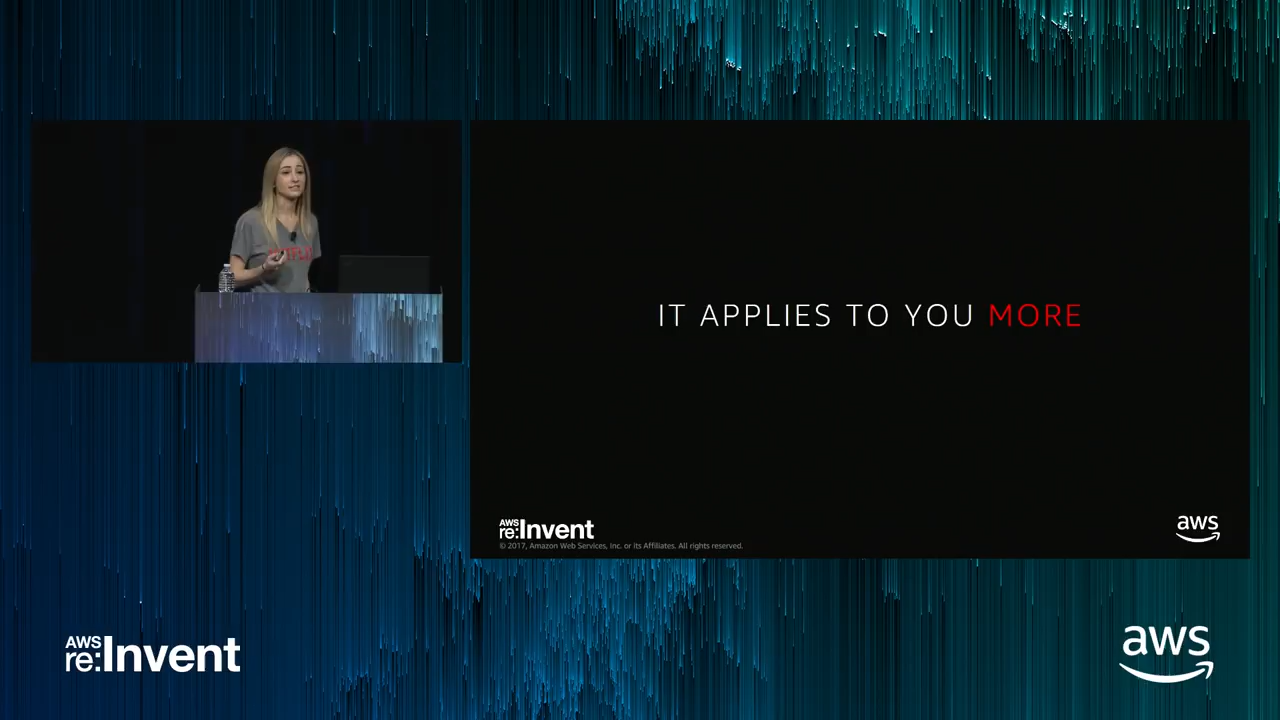 NETFLIX
IT APPLIES TO YOU MORE
AWS
re:Invent
© 2017, Amazon Web Services, Inc. or its Affiliates. All rights reserved.
aws
AWS
re:Invent
aws